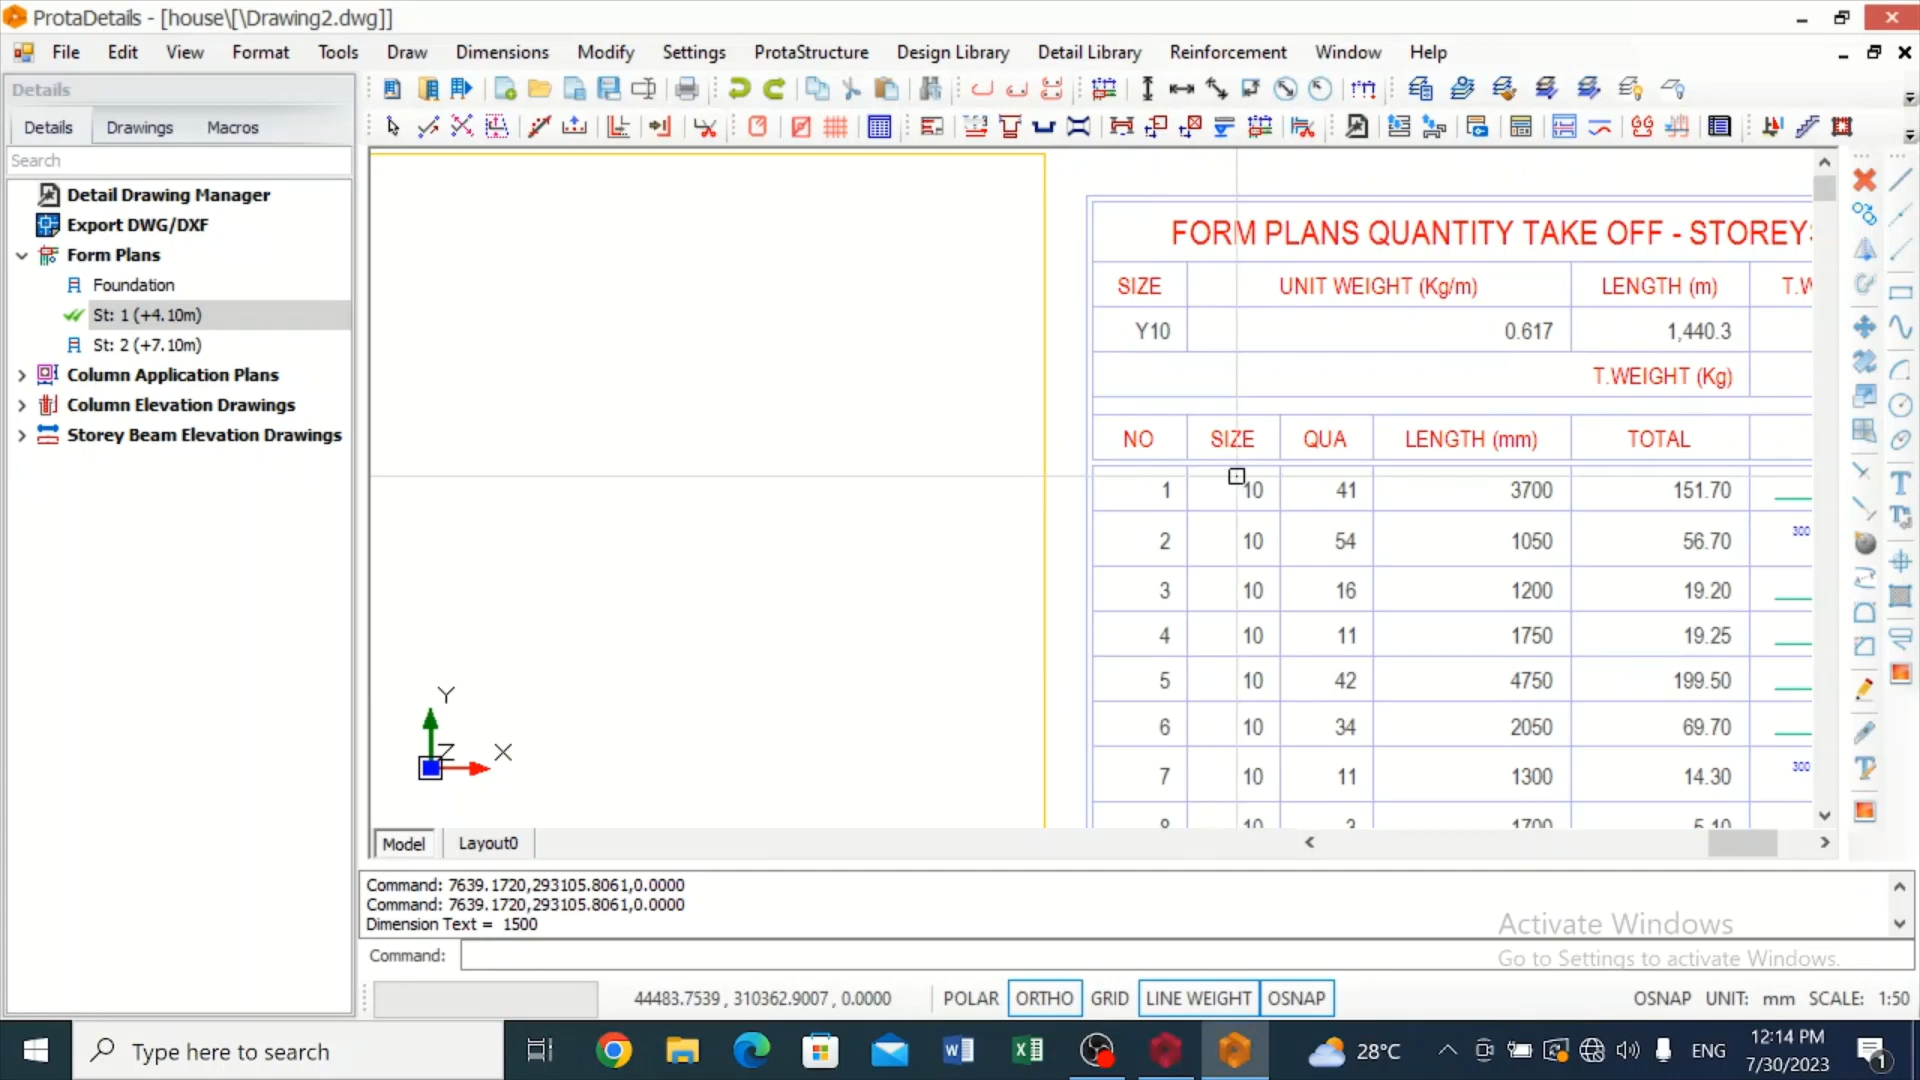 ProtaDetails - [house\[\Drawing2.dwg]]
File Edit View Format Tools Draw Dimensions Modify Settings ProtaStructure Design Library Detail Library Reinforcement Window Help
Details
Details Drawings Macros
Search
Detail Drawing Manager
Export DWG/DXF
Form Plans
Foundation
St: 1 (+4.10m)
St: 2 (+7.10m)
Column Application Plans
Column Elevation Drawings
Storey Beam Elevation Drawings
FORM PLANS QUANTITY TAKE OFF - STOREY
SIZE UNIT WEIGHT (Kg/m) LENGTH (m) T.W
Y10 0.617 1,440.3
T.WEIGHT (Kg)
NO SIZE QUA LENGTH (mm) TOTAL
1 10 41 3700 151.70
2 10 54 1050 56.70 300
3 10 16 1200 19.20
4 10 11 1750 19.25
5 10 42 4750 199.50
6 10 34 2050 69.70
7 10 11 1300 14.30 300
8 10 3 1700 5.10
Y
Z X
Model Layout0
Command: 7639.1720,293105.8061,0.0000
Command: 7639.1720,293105.8061,0.0000
Dimension Text = 1500
Command:
Activate Windows
Go to Settings to activate Windows.
44483.7539 , 310362.9007 , 0.0000 POLAR ORTHO GRID LINE WEIGHT OSNAP OSNAP UNIT: mm SCALE: 1:50
Type here to search
28°C ENG 12:14 PM
7/30/2023
1